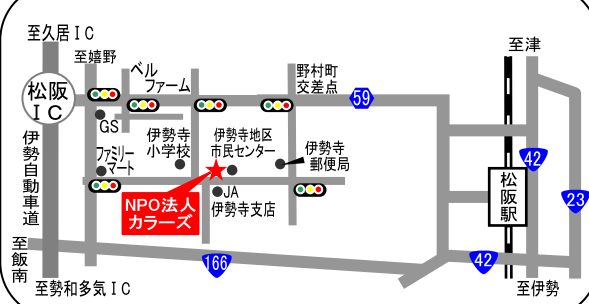 至久居IC
至嬉野
ベル
ファーム
野村町
交差点
至津
松阪
IC
59
GS
伊勢寺
小学校
伊勢寺地区
市民センター
伊勢寺
郵便局
ファミリー
マート
42
伊勢自動車道
松阪駅
23
JA
伊勢寺支店
NPO法人
カラーズ
至飯南
166
42
至勢和多気IC
至伊勢